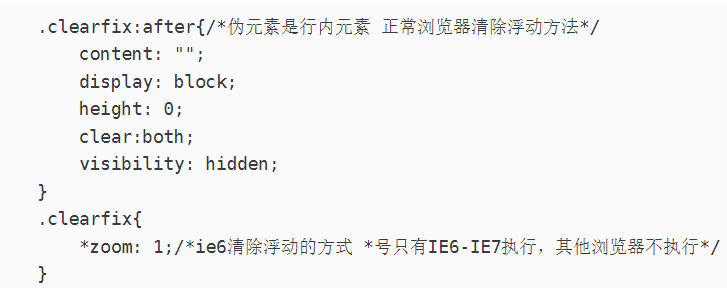 .clearfix:after{/*伪元素是行内元素 正常浏览器清除浮动方法*/
content: "";
display: block;
height: 0;
clear:both;
visibility: hidden;
}
.clearfix{
*zoom: 1;/*ie6清除浮动的方式 *号只有IE6-IE7执行，其他浏览器不执行*/
}